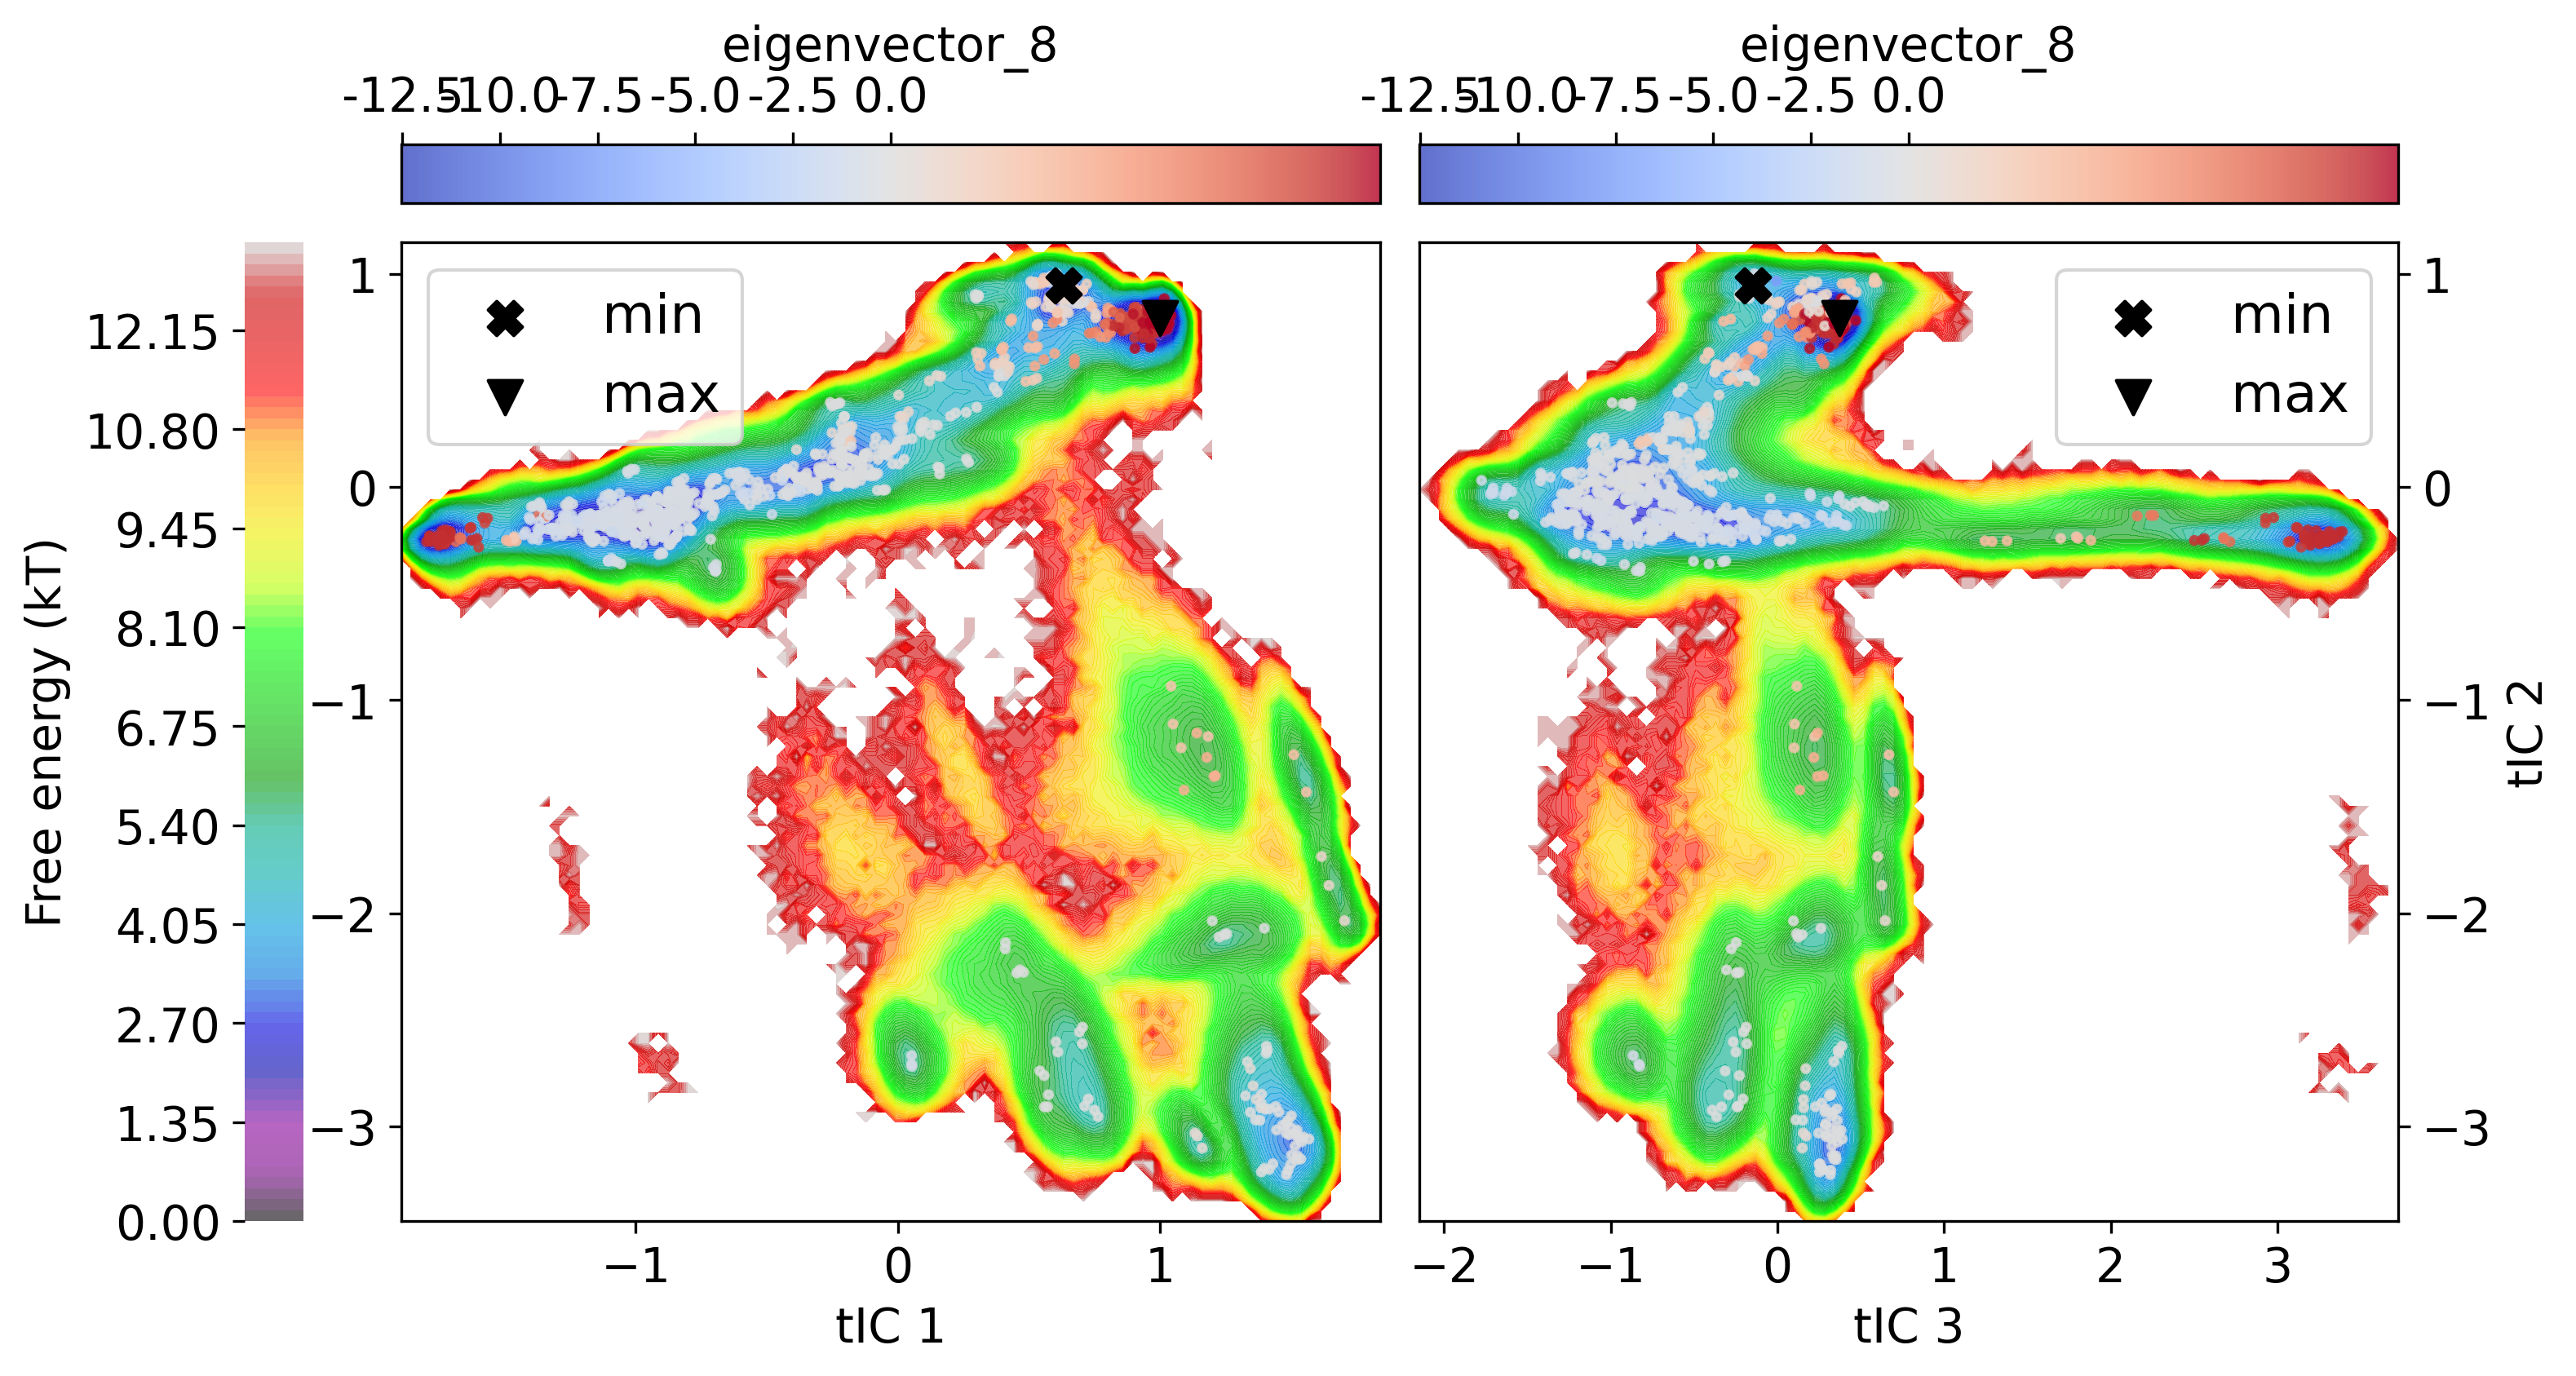 eigenvector_8
-12.5 -10.0 -7.5 -5.0 -2.5 0.0
eigenvector_8
-12.5 -10.0 -7.5 -5.0 -2.5 0.0
Free energy (kT)
12.15
10.80
9.45
8.10
6.75
5.40
4.05
2.70
1.35
0.00
1
0
−1
−2
−3
min
max
−1 0 1
tIC 1
min
max
−2 −1 0 1 2 3
tIC 3
1
0
−1
−2
−3
tIC 2